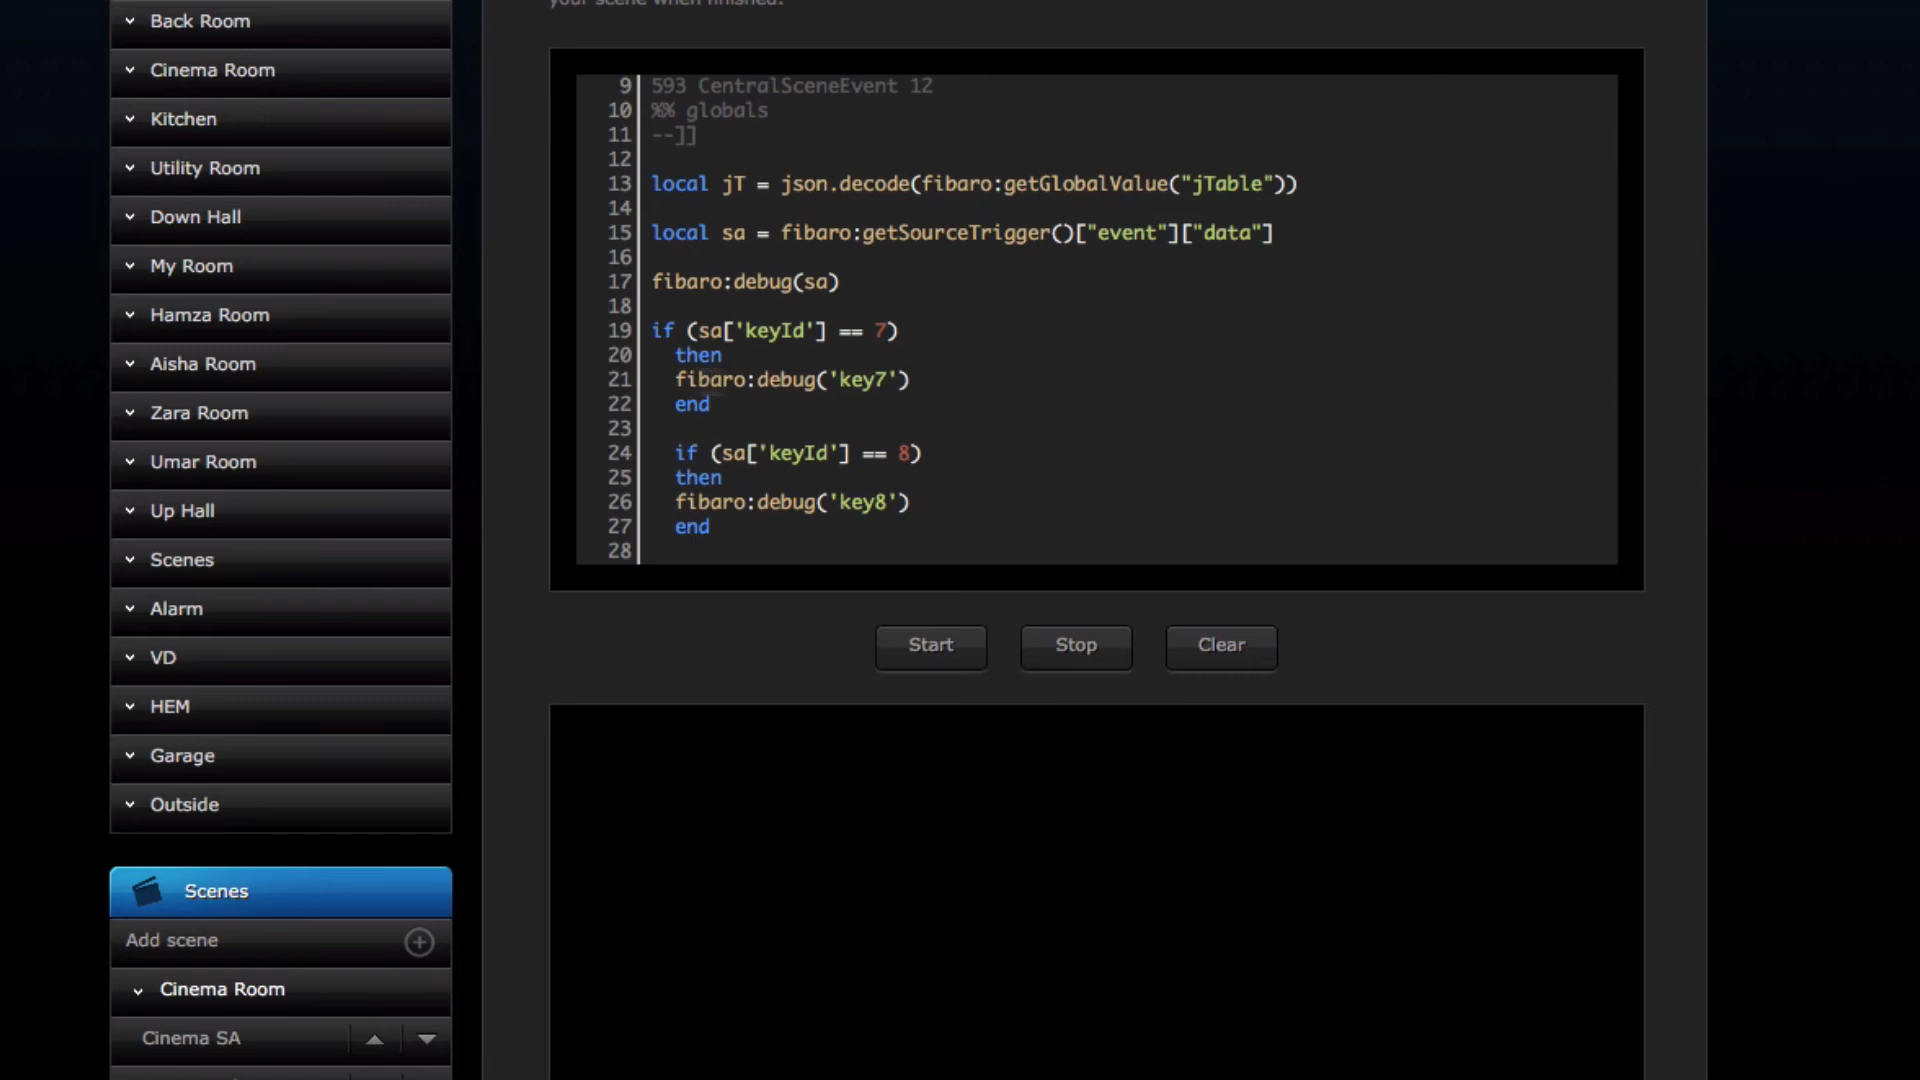 Back Room
Cinema Room
Kitchen
Utility Room
Down Hall
My Room
Hamza Room
Aisha Room
Zara Room
Umar Room
Up Hall
Scenes
Alarm
VD
HEM
Garage
Outside
Scenes
Add scene
Cinema Room
Cinema SA
your scene when finished.
9 593 CentralSceneEvent 12
10 %% globals
11 --]]
12
13 local jT = json.decode(fibaro:getGlobalValue("jTable"))
14
15 local sa = fibaro:getSourceTrigger()["event"]["data"]
16
17 fibaro:debug(sa)
18
19 if (sa['keyId'] == 7)
20 then
21 fibaro:debug('key7')
22 end
23
24 if (sa['keyId'] == 8)
25 then
26 fibaro:debug('key8')
27 end
28
Start Stop Clear